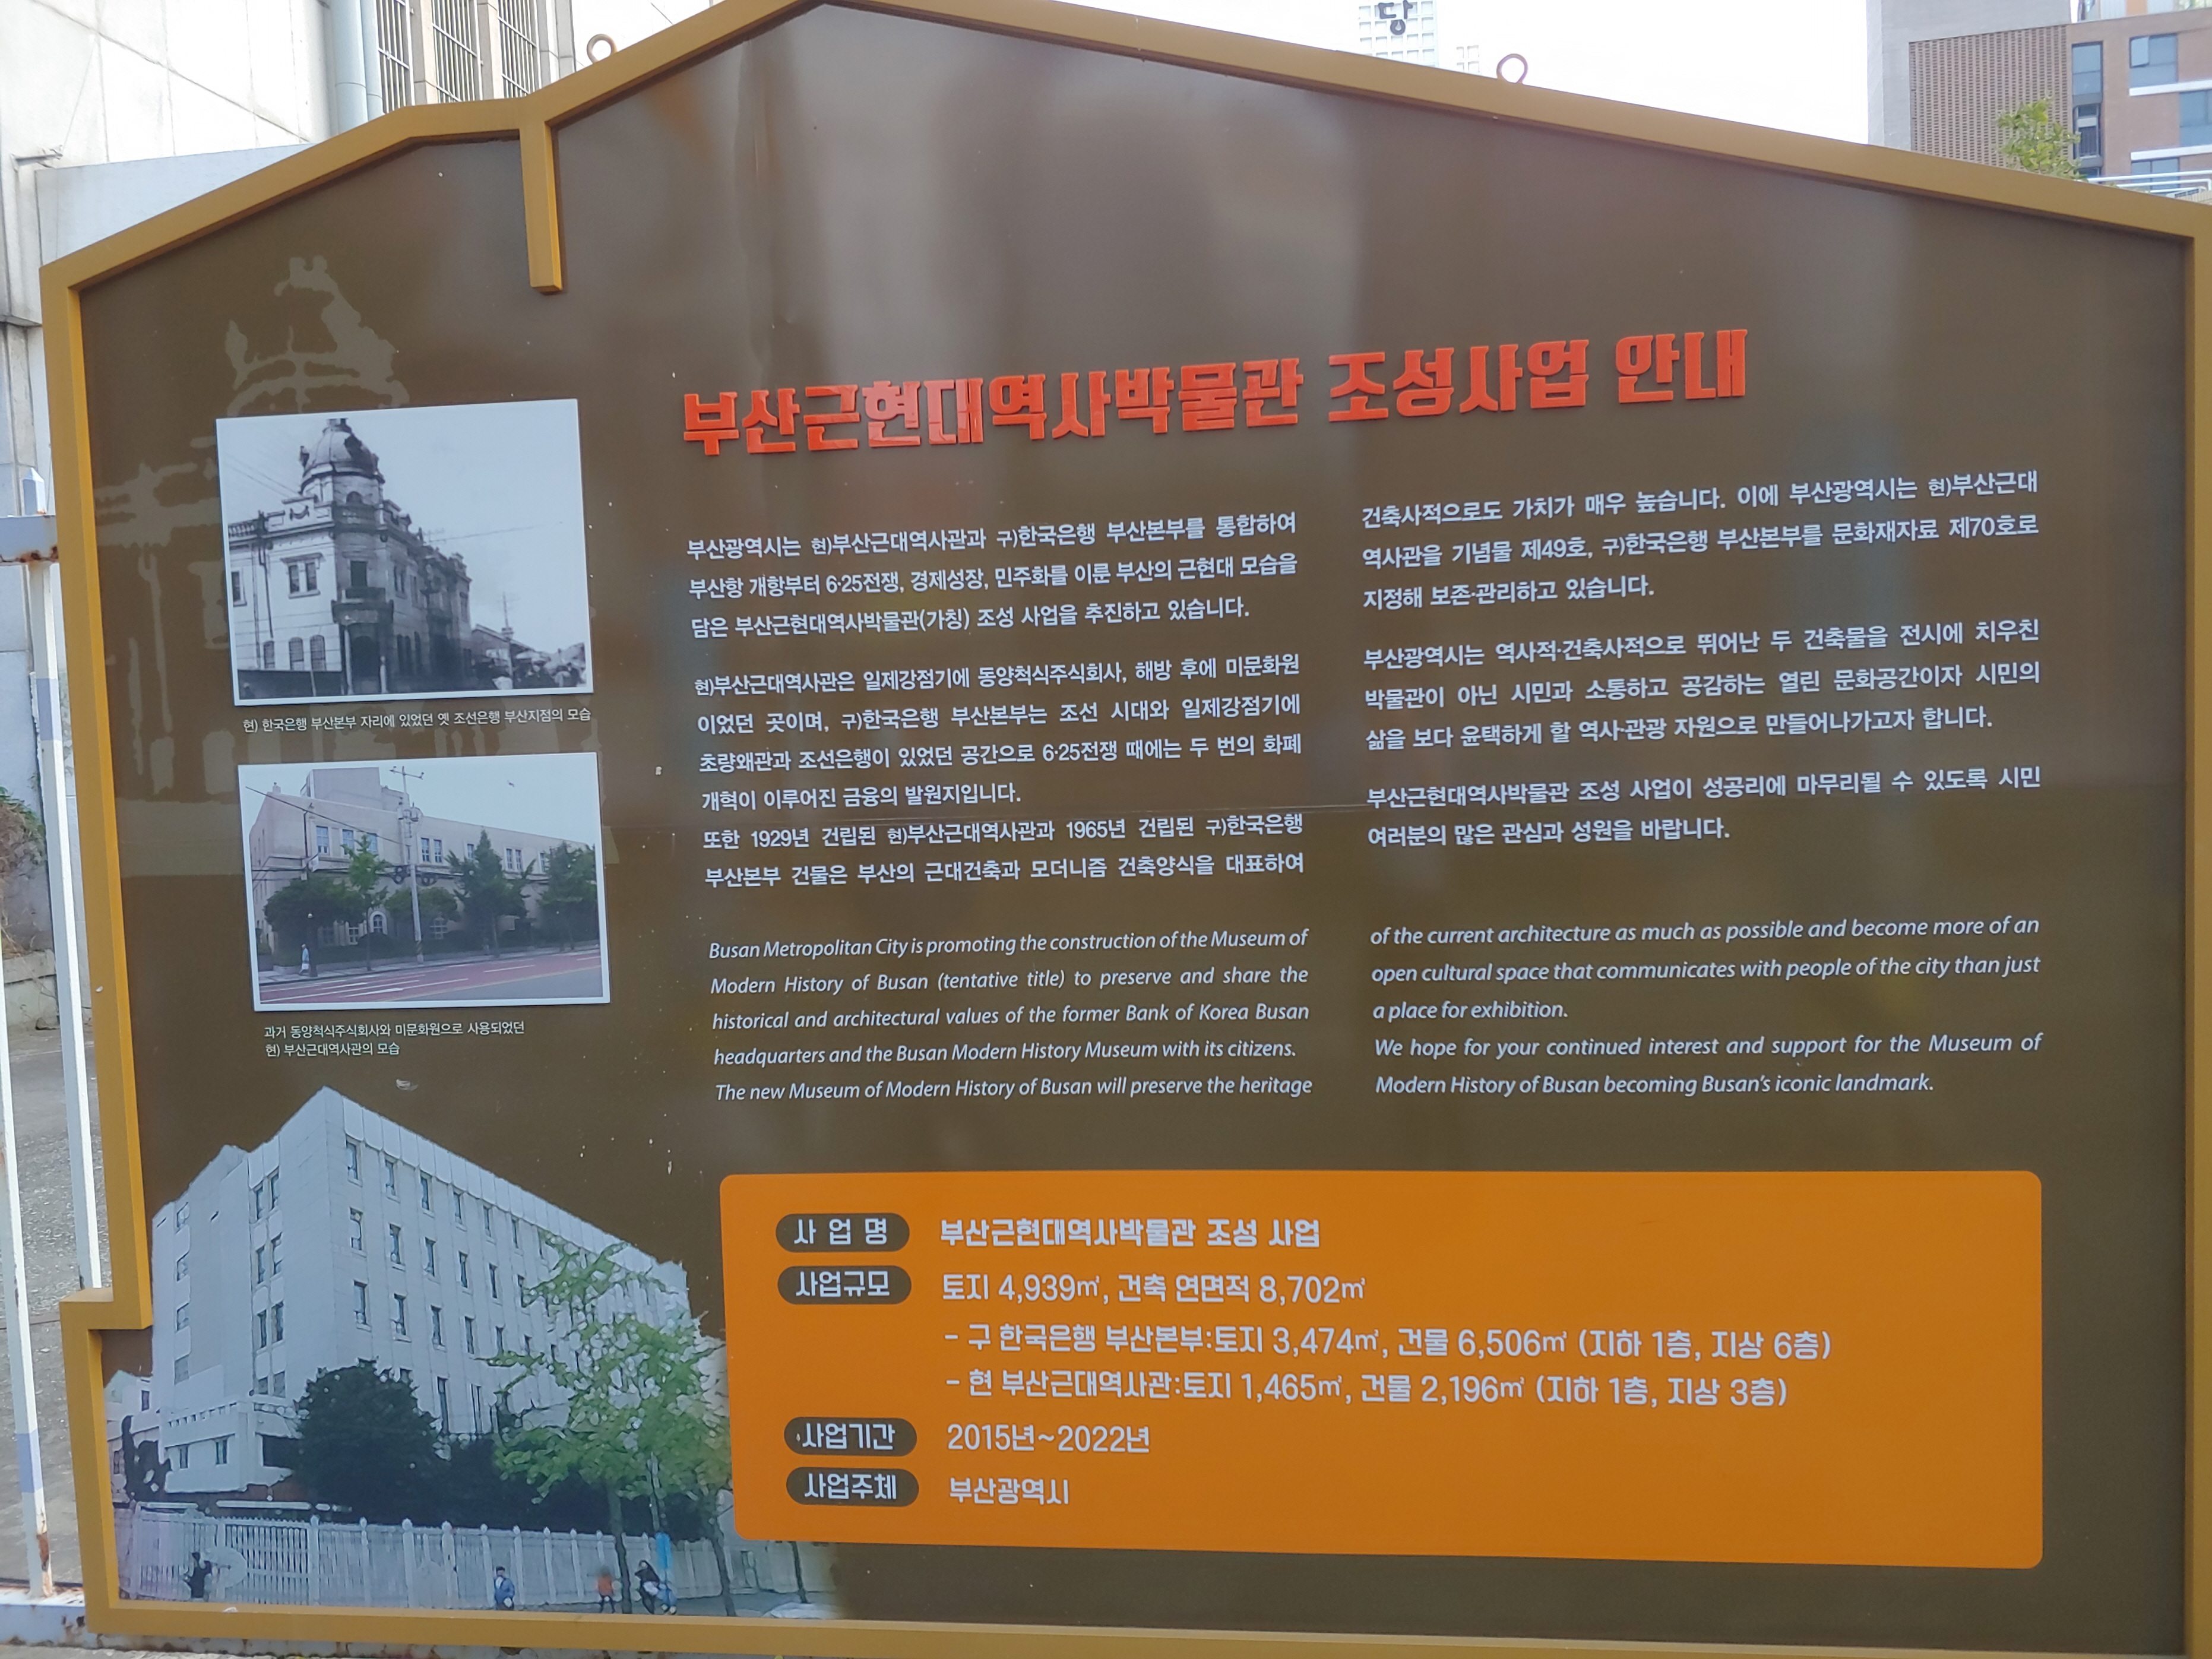 당
부산근현대역사박물관 조성사업 안내
현) 한국은행 부산본부 자리에 있었던 옛 조선은행 부산지점의 모습
과거 동양척식주식회사와 미문화원으로 사용되었던
현) 부산근대역사관의 모습
부산광역시는 현)부산근대역사관과 구)한국은행 부산본부를 통합하여
부산항 개항부터 6·25전쟁, 경제성장, 민주화를 이룬 부산의 근현대 모습을
담은 부산근현대역사박물관(가칭) 조성 사업을 추진하고 있습니다.
현)부산근대역사관은 일제강점기에 동양척식주식회사, 해방 후에 미문화원
이었던 곳이며, 구)한국은행 부산본부는 조선 시대와 일제강점기에
초량왜관과 조선은행이 있었던 공간으로 6·25전쟁 때에는 두 번의 화폐
개혁이 이루어진 금융의 발원지입니다.
또한 1929년 건립된 현)부산근대역사관과 1965년 건립된 구)한국은행
부산본부 건물은 부산의 근대건축과 모더니즘 건축양식을 대표하여
건축사적으로도 가치가 매우 높습니다. 이에 부산광역시는 현)부산근대
역사관을 기념물 제49호, 구)한국은행 부산본부를 문화재자료 제70호로
지정해 보존·관리하고 있습니다.
부산광역시는 역사적·건축사적으로 뛰어난 두 건축물을 전시에 치우친
박물관이 아닌 시민과 소통하고 공감하는 열린 문화공간이자 시민의
삶을 보다 윤택하게 할 역사·관광 자원으로 만들어나가고자 합니다.
부산근현대역사박물관 조성 사업이 성공리에 마무리될 수 있도록 시민
여러분의 많은 관심과 성원을 바랍니다.
Busan Metropolitan City is promoting the construction of the Museum of
Modern History of Busan (tentative title) to preserve and share the
historical and architectural values of the former Bank of Korea Busan
headquarters and the Busan Modern History Museum with its citizens.
The new Museum of Modern History of Busan will preserve the heritage
of the current architecture as much as possible and become more of an
open cultural space that communicates with people of the city than just
a place for exhibition.
We hope for your continued interest and support for the Museum of
Modern History of Busan becoming Busan's iconic landmark.
사 업 명 부산근현대역사박물관 조성 사업
사업규모 토지 4,939㎡, 건축 연면적 8,702㎡
- 구 한국은행 부산본부:토지 3,474㎡, 건물 6,506㎡ (지하 1층, 지상 6층)
- 현 부산근대역사관:토지 1,465㎡, 건물 2,196㎡ (지하 1층, 지상 3층)
사업기간 2015년~2022년
사업주체 부산광역시